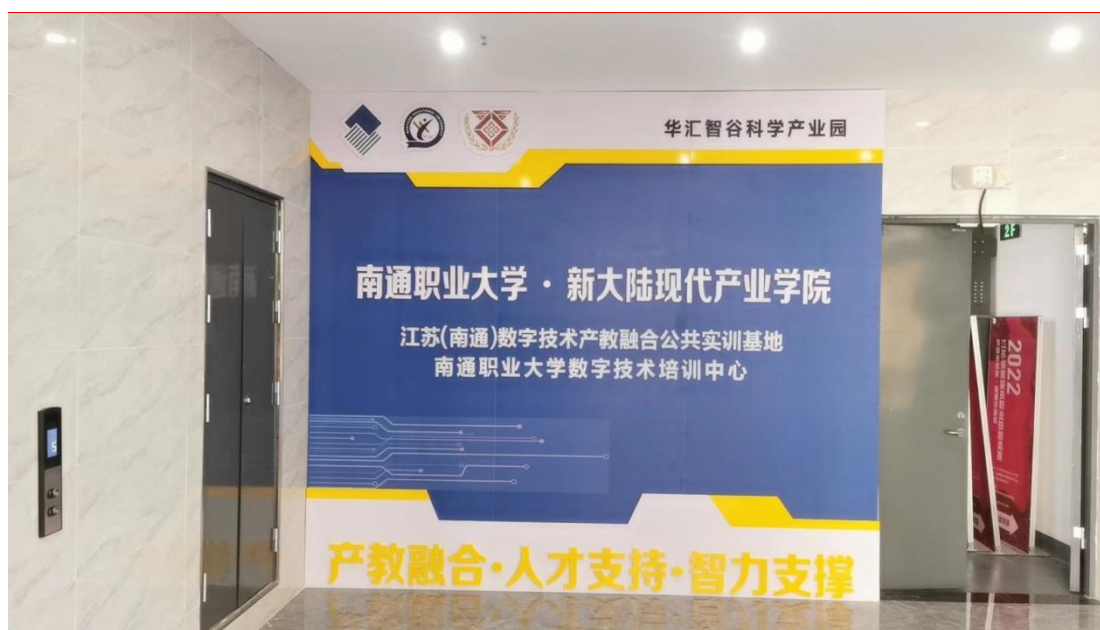 华汇智谷科学产业园
南通职业大学·新大陆现代产业学院
江苏(南通)数字技术产教融合公共实训基地
南通职业大学数字技术培训中心
产教融合·人才支持·智力支撑
2F
2022
5